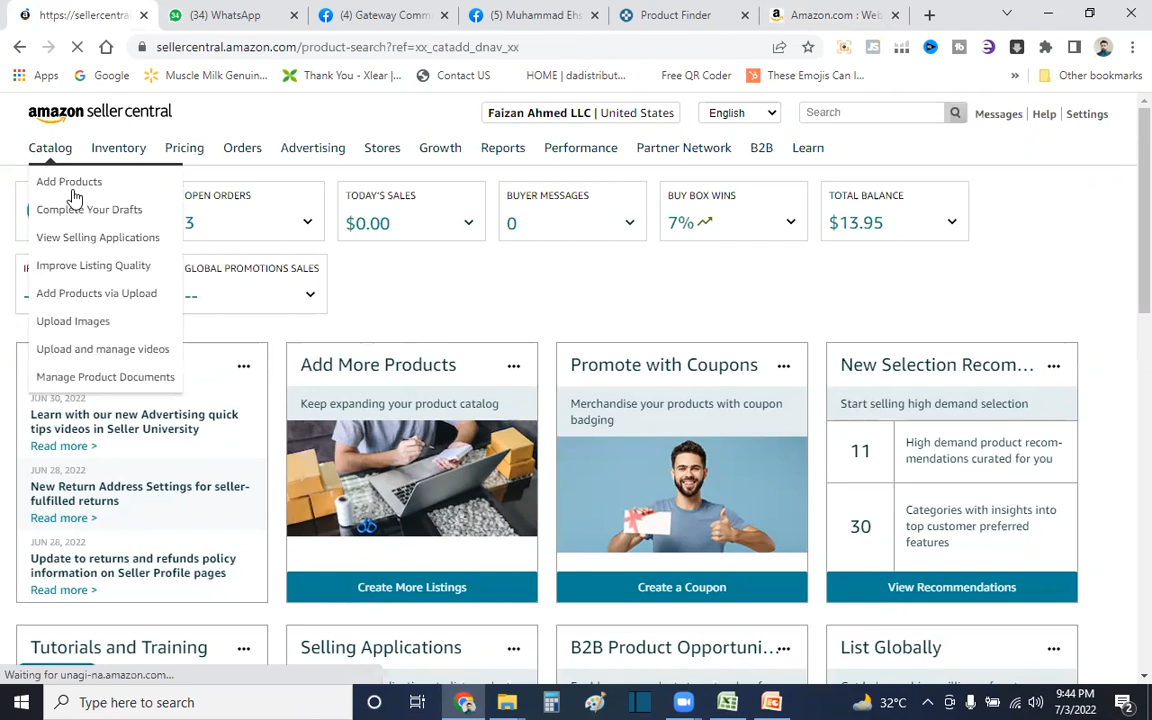 https://sellercentral.amazon
(34) WhatsApp
(4) Gateway Comm
(5) Muhammad Ehs
Product Finder
Amazon.com : Web
sellercentral.amazon.com/product-search?ref=xx_catadd_dnav_xx
Apps
Google
Muscle Milk Genuin...
Thank You - Xlear |...
Contact US
HOME | dadistribut...
Free QR Coder
These Emojis Can I...
»
Other bookmarks
amazon seller central
Faizan Ahmed LLC | United States
English
Search
Messages | Help | Settings
Catalog Inventory Pricing Orders Advertising Stores Growth Reports Performance Partner Network B2B Learn
Add Products
Complete Your Drafts
View Selling Applications
Improve Listing Quality
Add Products via Upload
Upload Images
Upload and manage videos
Manage Product Documents
OPEN ORDERS
3
TODAY'S SALES
$0.00
BUYER MESSAGES
0
BUY BOX WINS
7%
TOTAL BALANCE
$13.95
GLOBAL PROMOTIONS SALES
--
JUN 30, 2022
Learn with our new Advertising quick
tips videos in Seller University
Read more >
JUN 28, 2022
New Return Address Settings for seller-
fulfilled returns
Read more >
JUN 28, 2022
Update to returns and refunds policy
information on Seller Profile pages
Read more >
Add More Products
Keep expanding your product catalog
Create More Listings
Promote with Coupons
Merchandise your products with coupon
badging
Create a Coupon
New Selection Recom...
Start selling high demand selection
11
High demand product recom-
mendations curated for you
30
Categories with insights into
top customer preferred
features
View Recommendations
Tutorials and Training
Selling Applications
B2B Product Opportuni...
List Globally
Waiting for unagi-na.amazon.com...
Type here to search
32°C
9:44 PM
7/3/2022
2